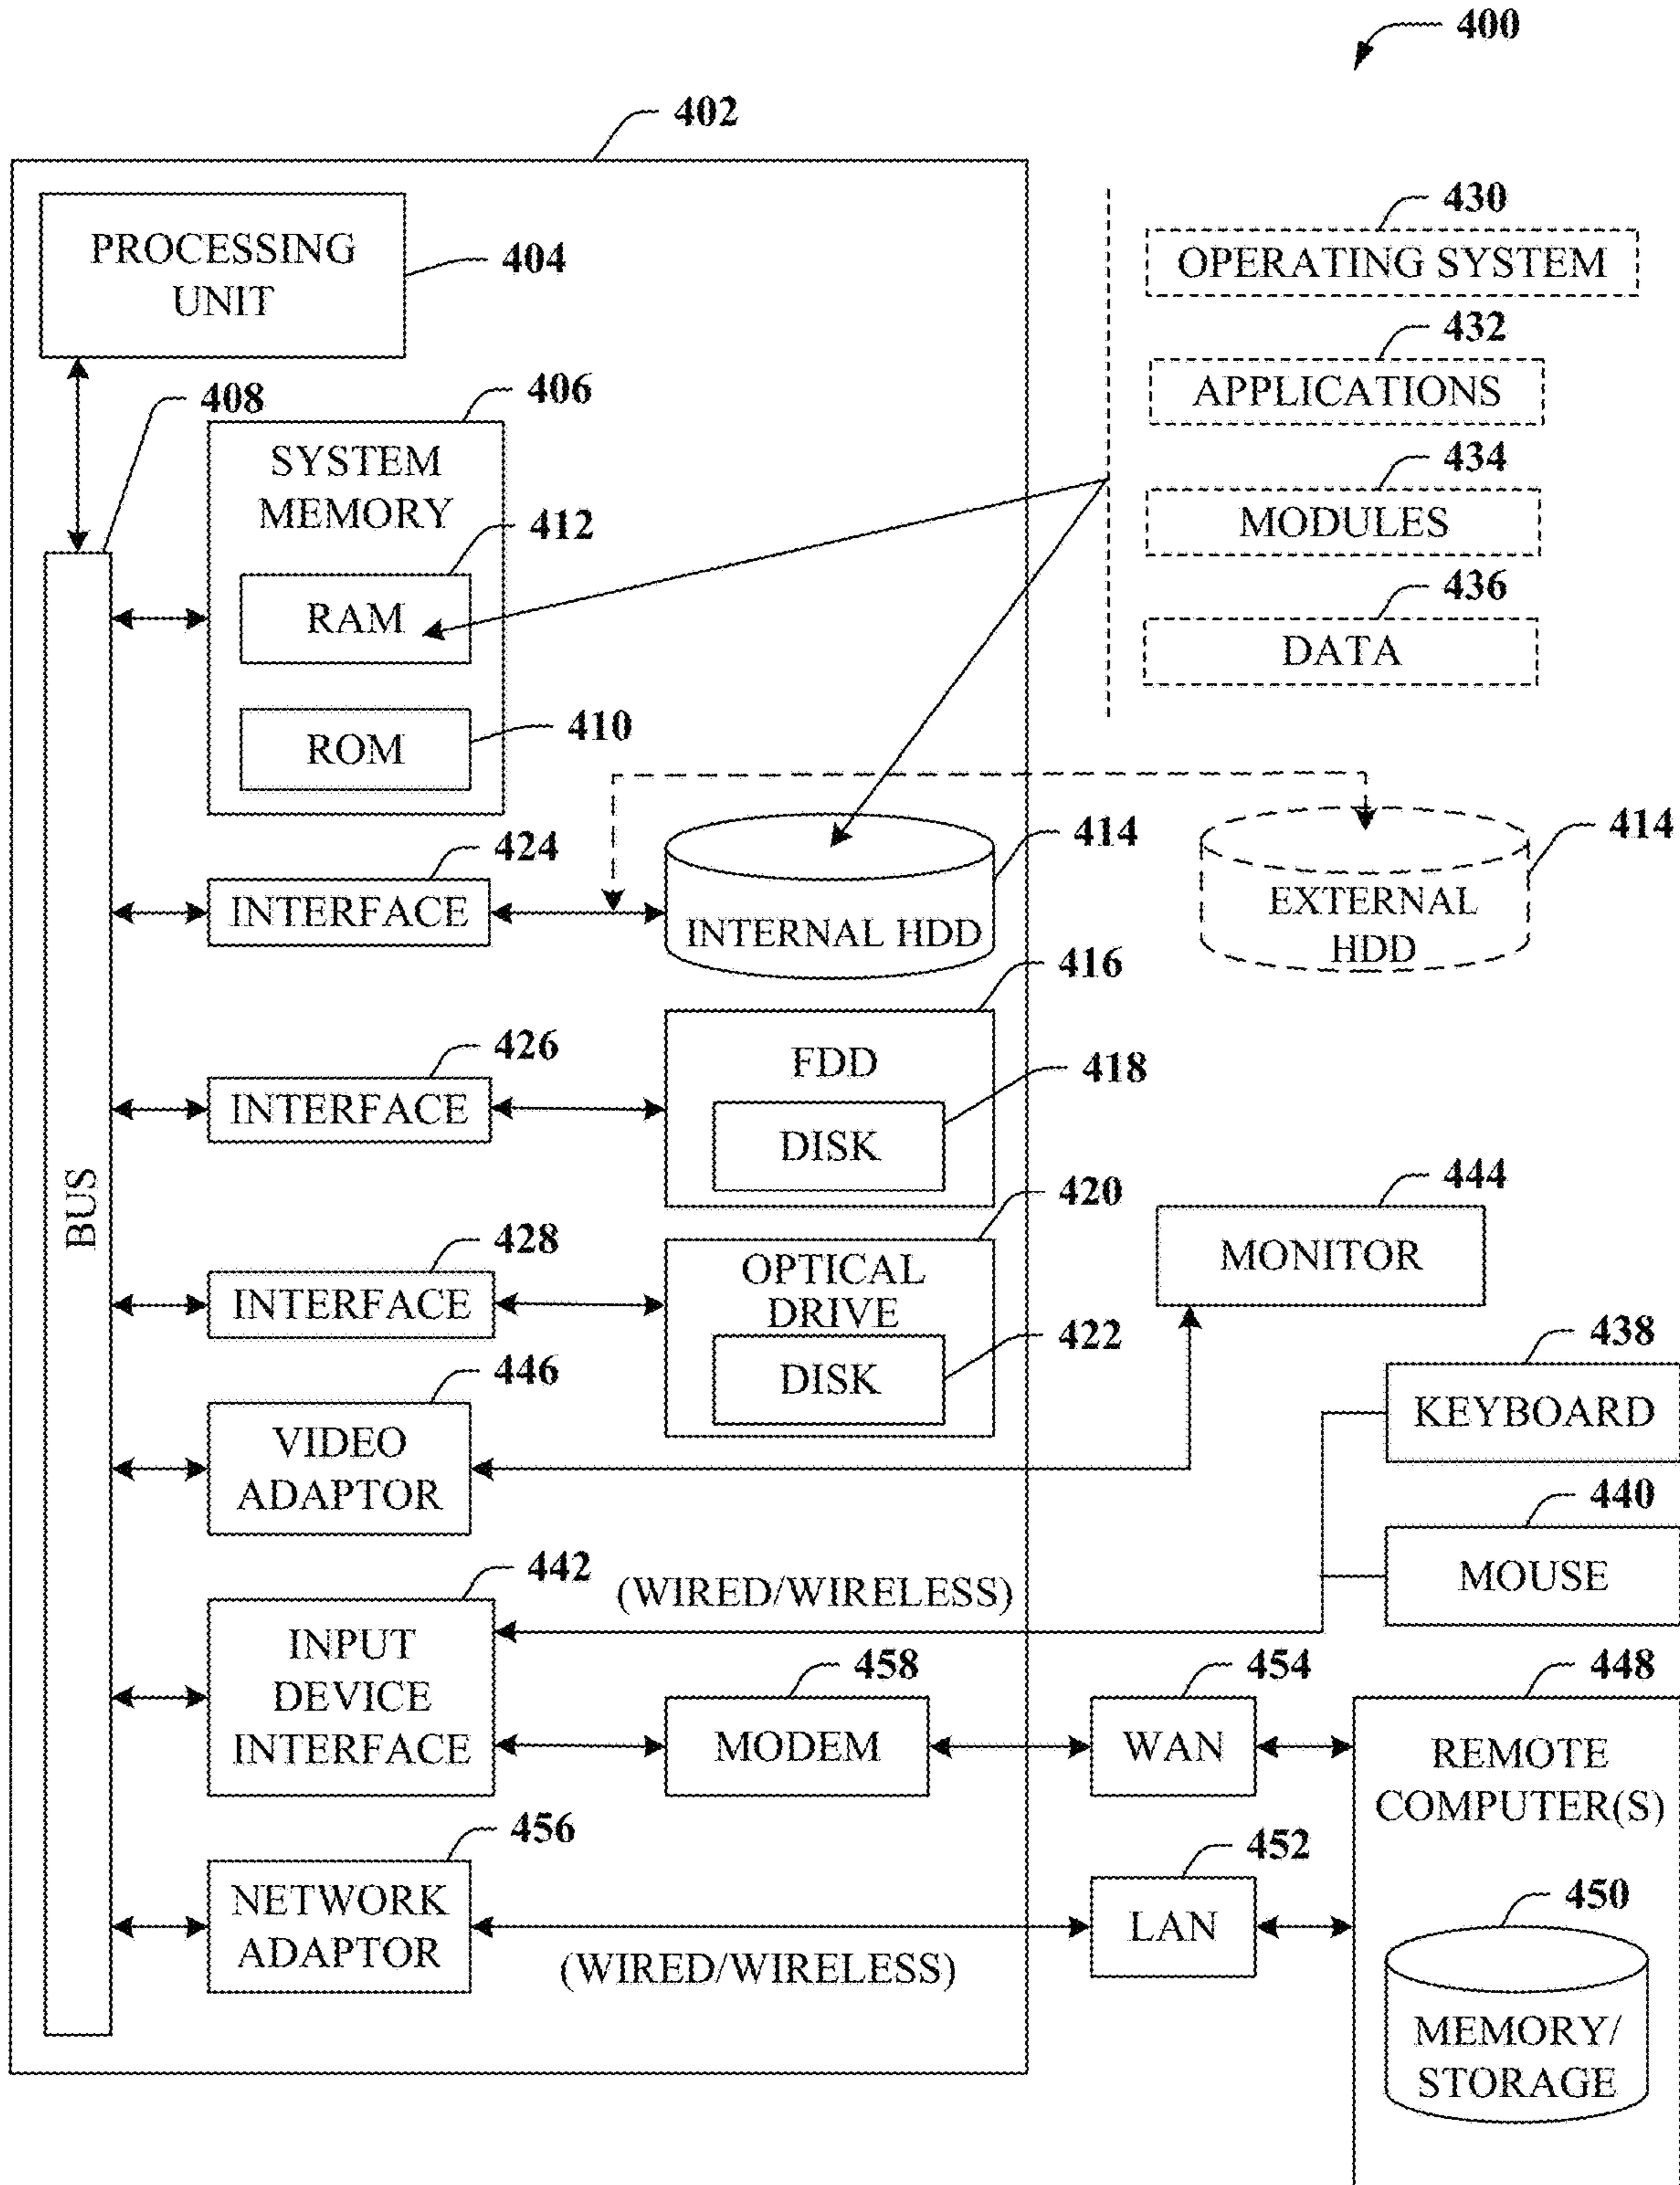 400
402
PROCESSING
UNIT
404
430
OPERATING SYSTEM
432
APPLICATIONS
434
MODULES
436
DATA
408
406
SYSTEM
MEMORY
412
RAM
410
ROM
424
INTERFACE
414
INTERNAL HDD
414
EXTERNAL
HDD
416
FDD
426
INTERFACE
418
DISK
BUS
420
OPTICAL
DRIVE
428
INTERFACE
422
DISK
444
MONITOR
446
VIDEO
ADAPTOR
438
KEYBOARD
440
MOUSE
442
(WIRED/WIRELESS)
INPUT
DEVICE
INTERFACE
458
MODEM
454
WAN
448
REMOTE
COMPUTER(S)
456
NETWORK
ADAPTOR
(WIRED/WIRELESS)
452
LAN
450
MEMORY/
STORAGE